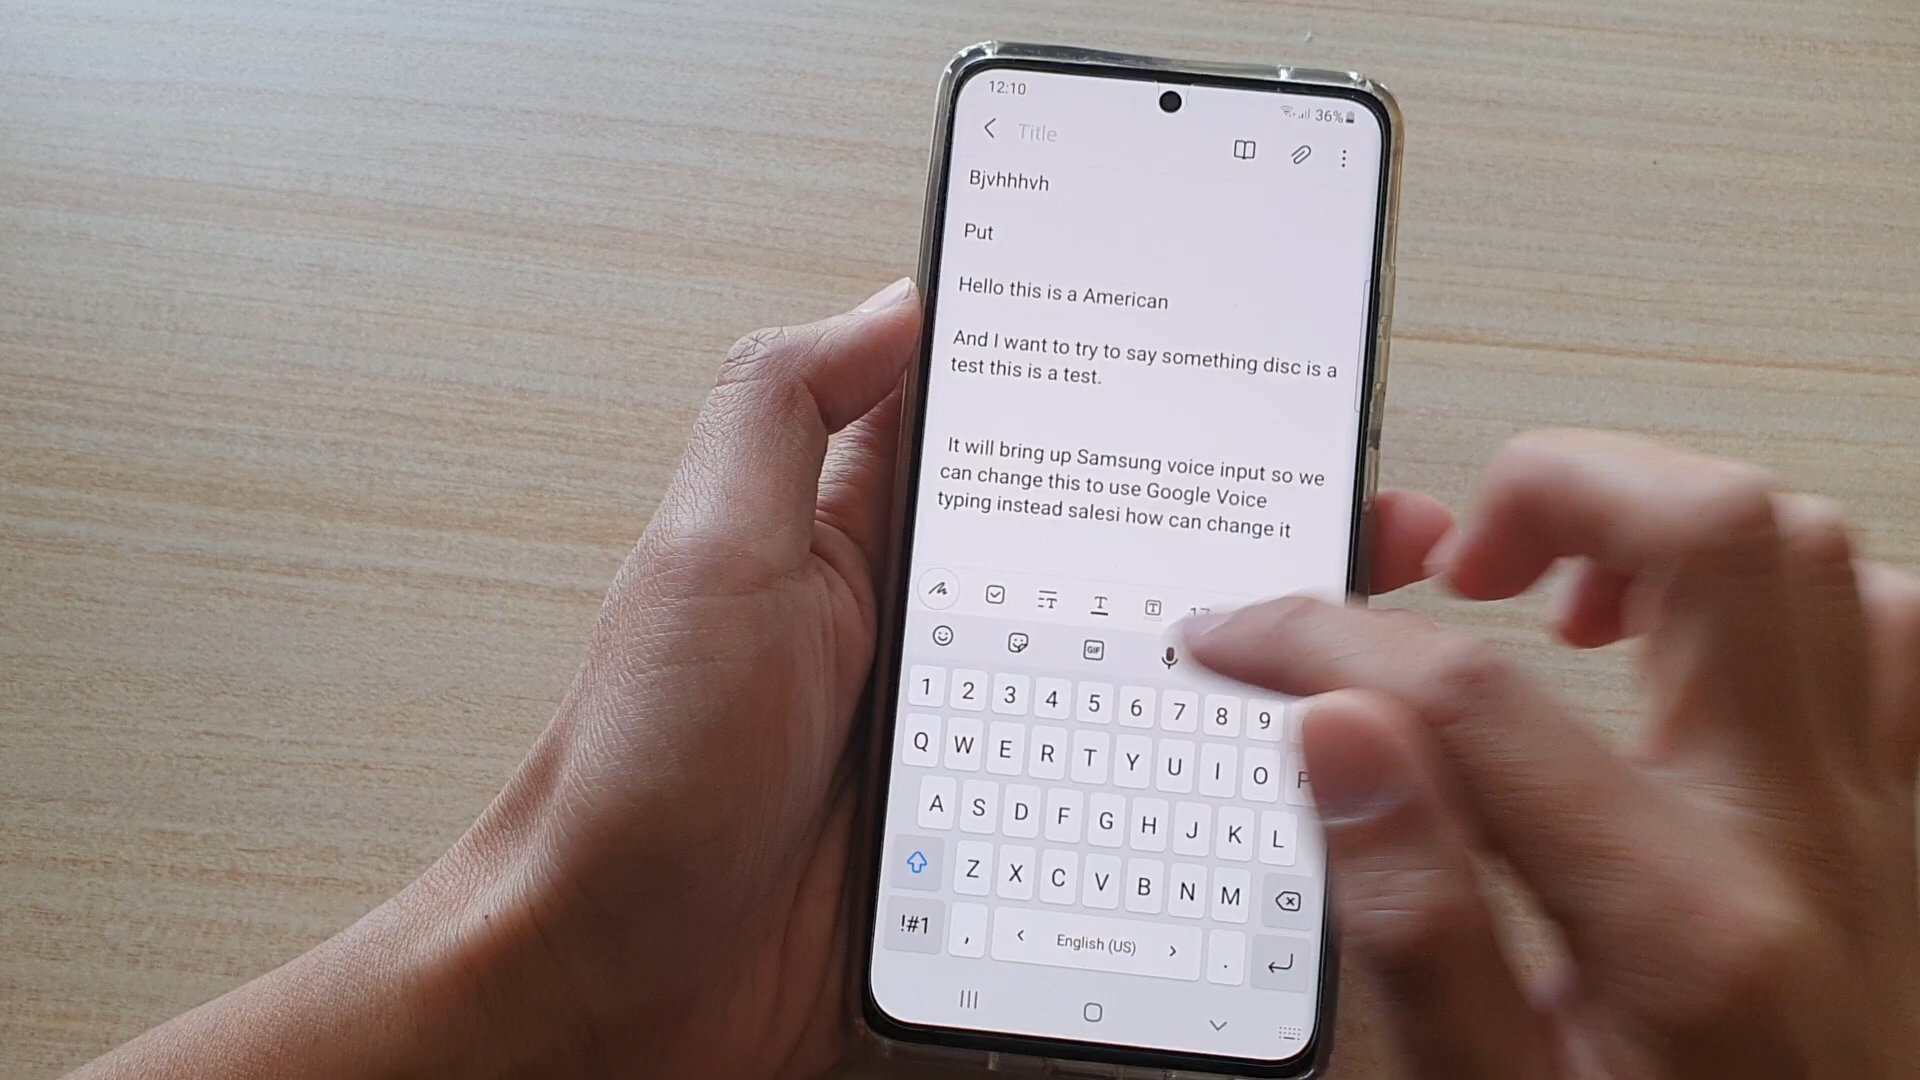 12:10
36%
Title
Bjvhhhvh
Put
Hello this is a American
And I want to try to say something disc is a
test this is a test.
It will bring up Samsung voice input so we
can change this to use Google Voice
typing instead salesi how can change it
T T T
GIF
1 2 3 4 5 6 7 8 9
Q W E R T Y U I O P
A S D F G H J K L
Z X C V B N M
!#1 , < English (US) > .